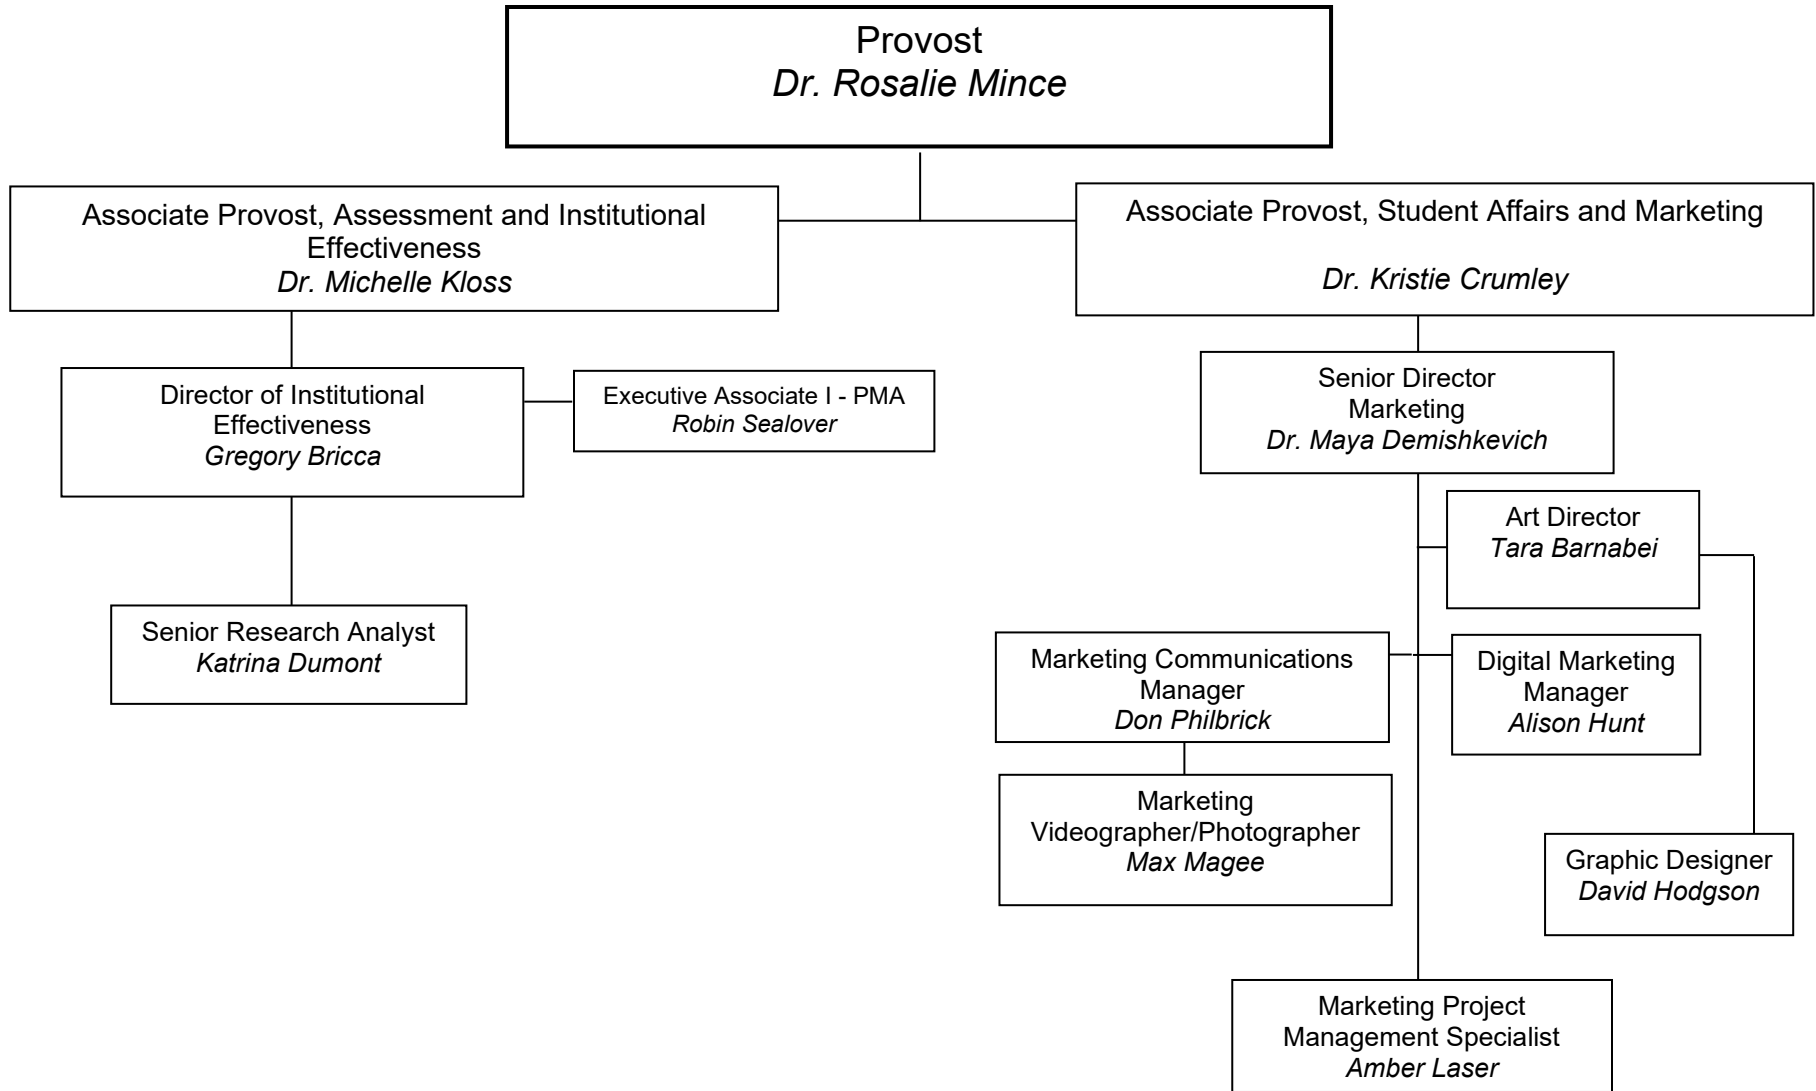 Provost
Dr. Rosalie Mince
Associate Provost, Assessment and Institutional
Effectiveness
Dr. Michelle Kloss
Associate Provost, Student Affairs and Marketing
Dr. Kristie Crumley
Director of Institutional
Effectiveness
Gregory Bricca
Executive Associate I - PMA
Robin Sealover
Senior Director
Marketing
Dr. Maya Demishkevich
Art Director
Tara Barnabei
Senior Research Analyst
Katrina Dumont
Marketing Communications
Manager
Don Philbrick
Digital Marketing
Manager
Alison Hunt
Marketing
Videographer/Photographer
Max Magee
Graphic Designer
David Hodgson
Marketing Project
Management Specialist
Amber Laser